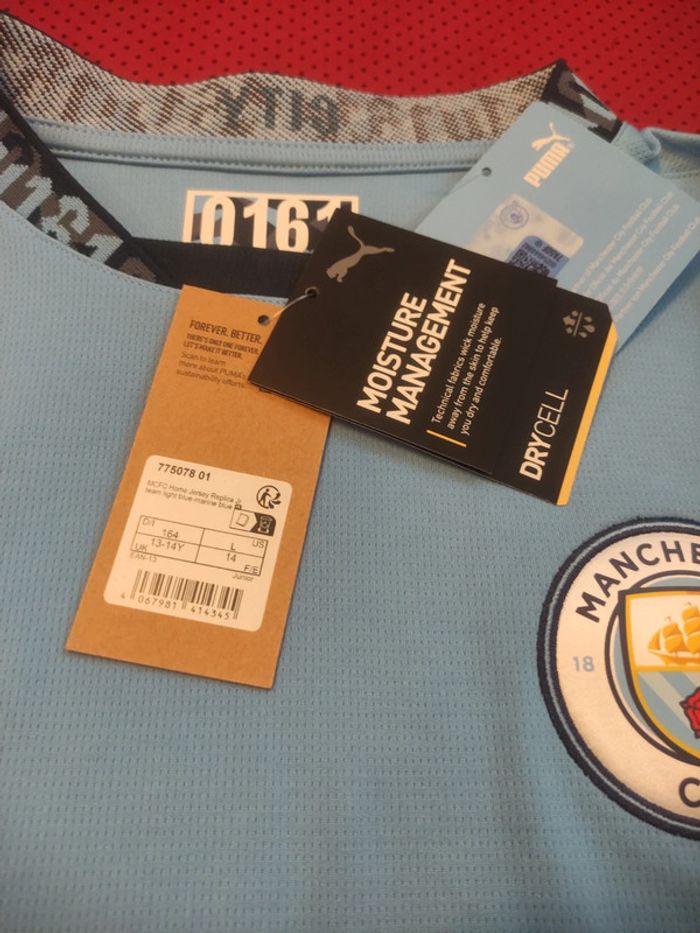 0161
PUMA
MOISTURE
MANAGEMENT
Technical fabrics wick moisture
away from the skin to help keep
you dry and comfortable.
DRYCELL
FOREVER. BETTER.
THERE'S ONLY ONE FOREVER.
LET'S MAKE IT BETTER.
Scan to learn
more about PUMA's
sustainability efforts.
775078 01
MCFC Home Jersey Replica Jr
team light blue-marine blue
D/I 164 L US
UK 13-14Y 14 F/E
EAN-13 Junior
4 067981 414345
MANCHE
18
C